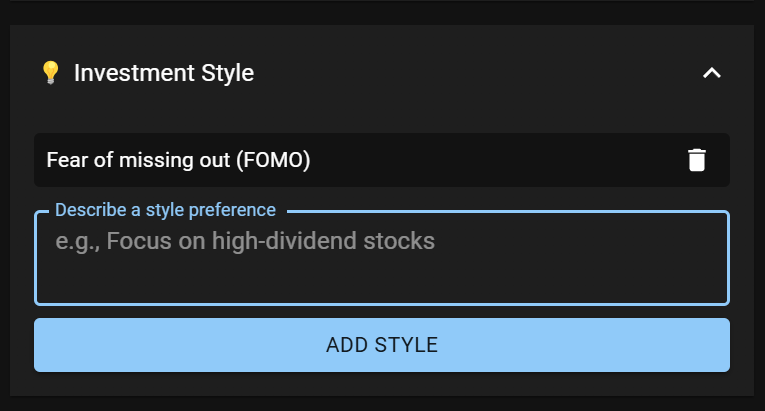 Investment Style
Fear of missing out (FOMO)
Describe a style preference
e.g., Focus on high-dividend stocks
ADD STYLE